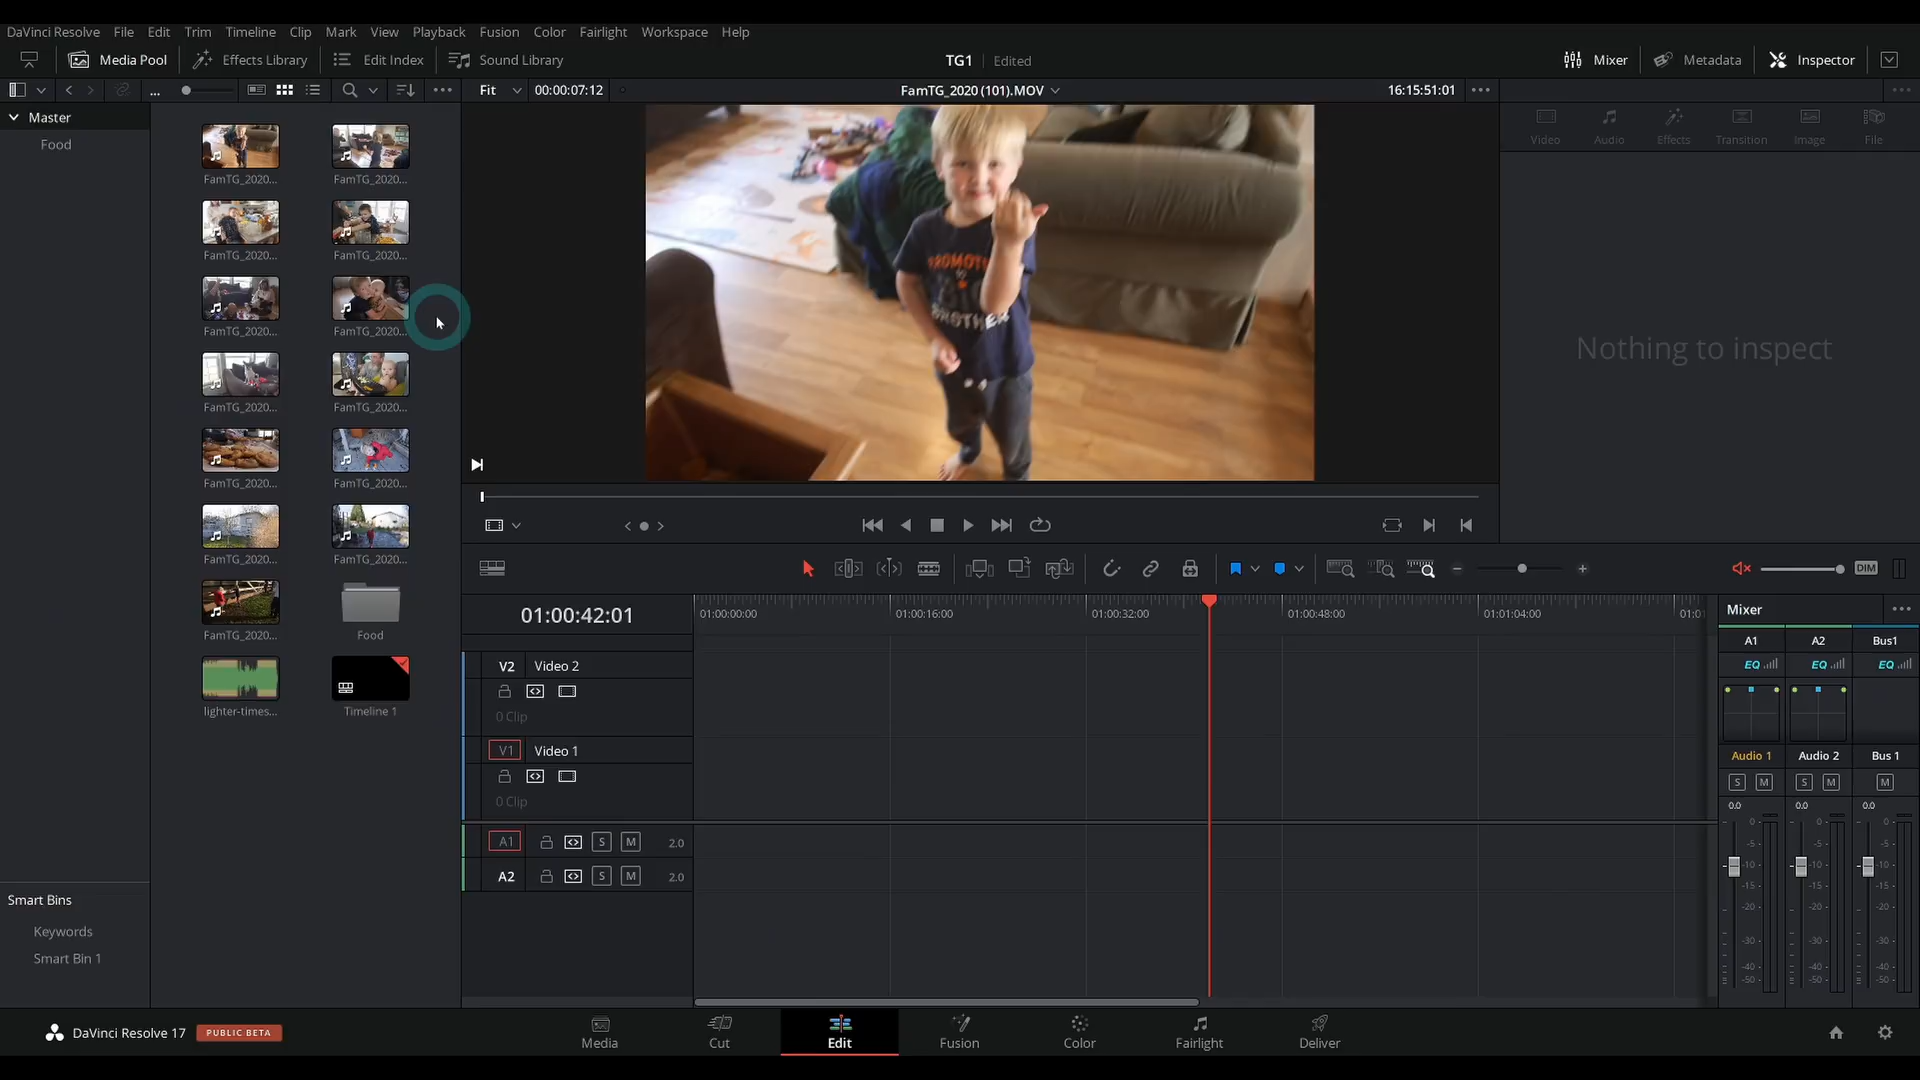 DaVinci Resolve File Edit Trim Timeline Clip Mark View Playback Fusion Color Fairlight Workspace Help
Media Pool Effects Library Edit Index Sound Library TG1 Edited Mixer Metadata Inspector
... Fit 00:00:07:12 FamTG_2020 (101).MOV 16:15:51:01
Master
Food
FamTG_2020... FamTG_2020...
FamTG_2020... FamTG_2020...
FamTG_2020... FamTG_2020...
FamTG_2020... FamTG_2020...
FamTG_2020... FamTG_2020...
FamTG_2020... FamTG_2020...
FamTG_2020... Food
lighter-times... Timeline 1
Smart Bins
Keywords
Smart Bin 1
BROTHER
Video Audio Effects Transition Image File
Nothing to inspect
DIM
01:00:42:01 01:00:00:00 01:00:16:00 01:00:32:00 01:00:48:00 01:01:04:00
V2 Video 2
0 Clip
V1 Video 1
0 Clip
A1 S M 2.0
A2 S M 2.0
Mixer
A1 A2 Bus1
EQ EQ EQ
Audio 1 Audio 2 Bus 1
S M S M M
0.0 0.0 0.0
0 0 0
-5 -5 -5
-10 -10 -10
-15 -15 -15
-20 -20 -20
-30 -30 -30
-40 -40 -40
-50 -50 -50
DaVinci Resolve 17 PUBLIC BETA Media Cut Edit Fusion Color Fairlight Deliver